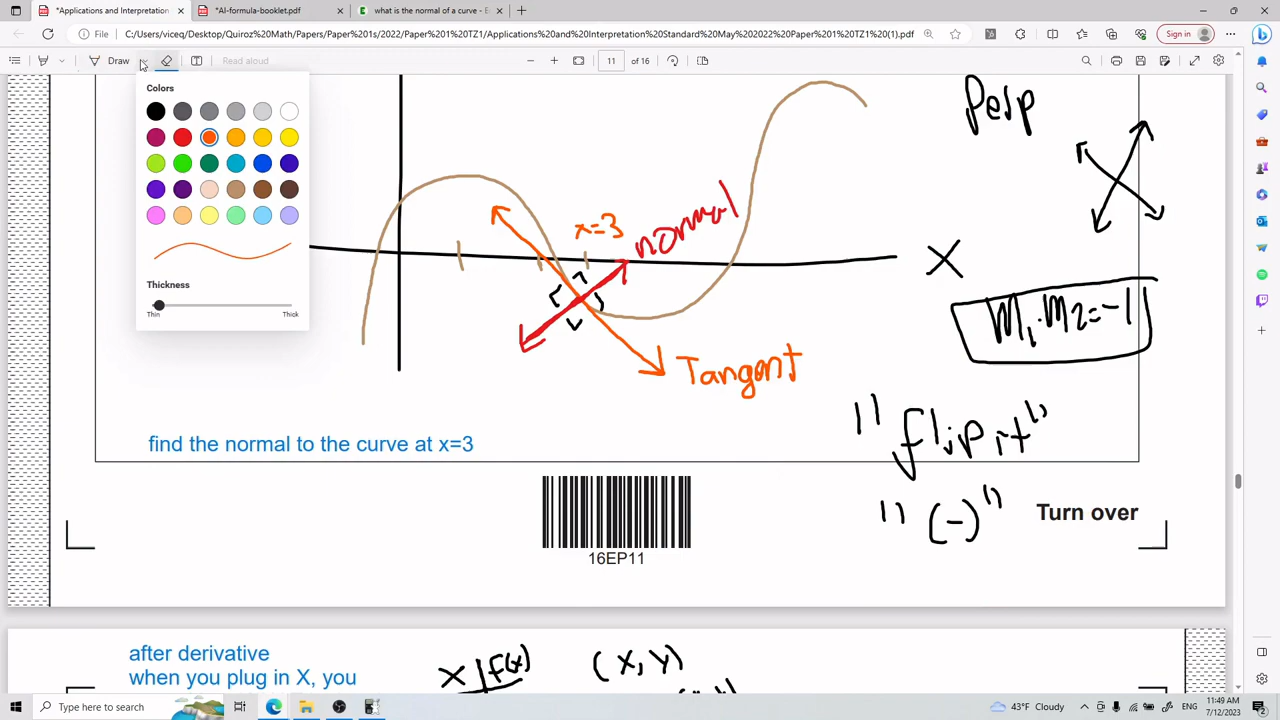 *Applications and Interpretation
*AI-formula-booklet.pdf
what is the normal of a curve - E
File
C:/Users/viceq/Desktop/Quiroz%20Math/Papers/Paper%201s/2022/Paper%201%20TZ1/Applications%20and%20Interpretation%20Standard%20May%202022%20Paper%201%20TZ1%20(1).pdf
Sign in
Draw
Read aloud
11 of 16
Colors
Thickness
Thin Thick
Perp
x=3
normal
X
m1·m2=-1
Tangent
"flip it"
find the normal to the curve at x=3
"(-)"
Turn over
16EP11
after derivative
when you plug in X, you
x f(x)
(x,y)
Type here to search
43°F Cloudy
ENG
11:49 AM
7/12/2023